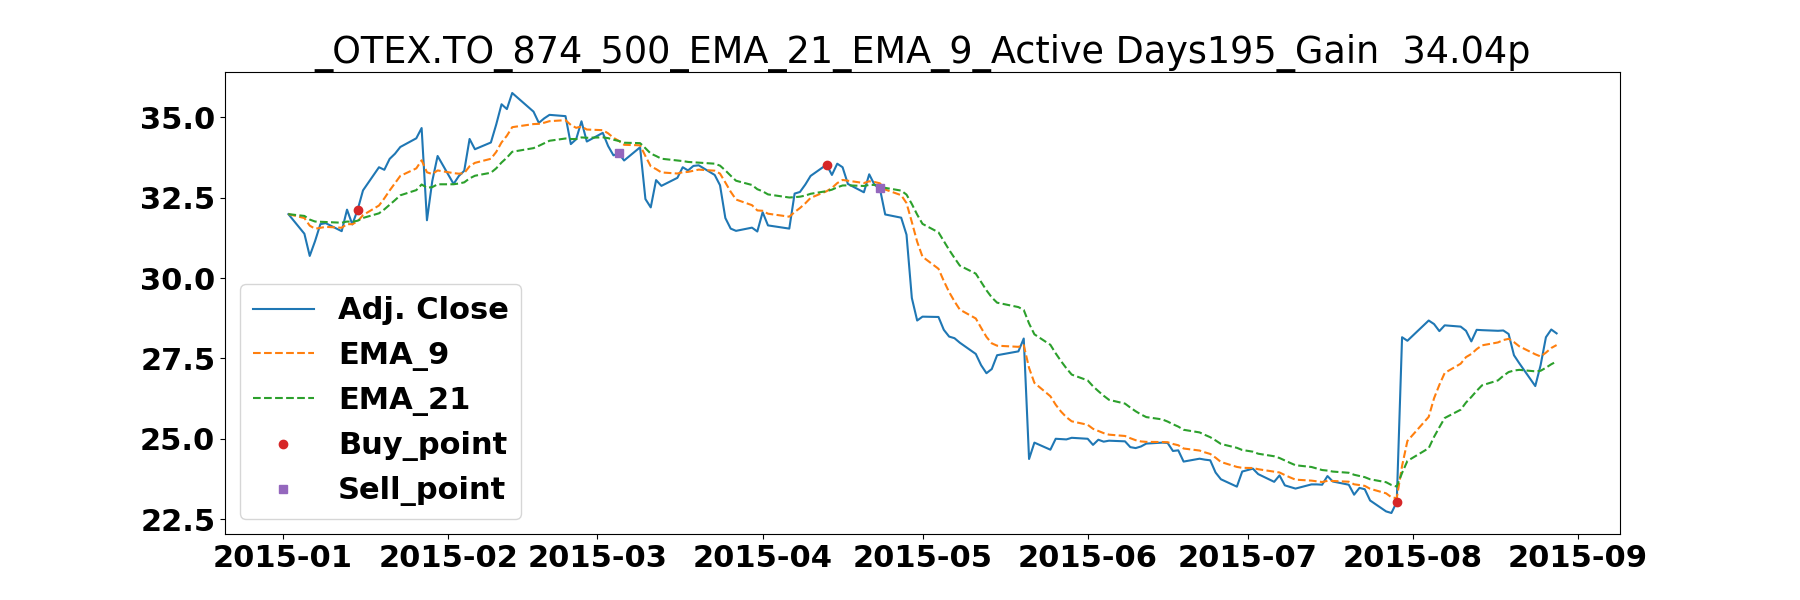 _OTEX.TO_874_500_EMA_21_EMA_9_Active Days195_Gain  34.04p
35.0
32.5
30.0
27.5
25.0
22.5
Adj. Close
EMA_9
EMA_21
Buy_point
Sell_point
2015-01 2015-02 2015-03 2015-04 2015-05 2015-06 2015-07 2015-08 2015-09